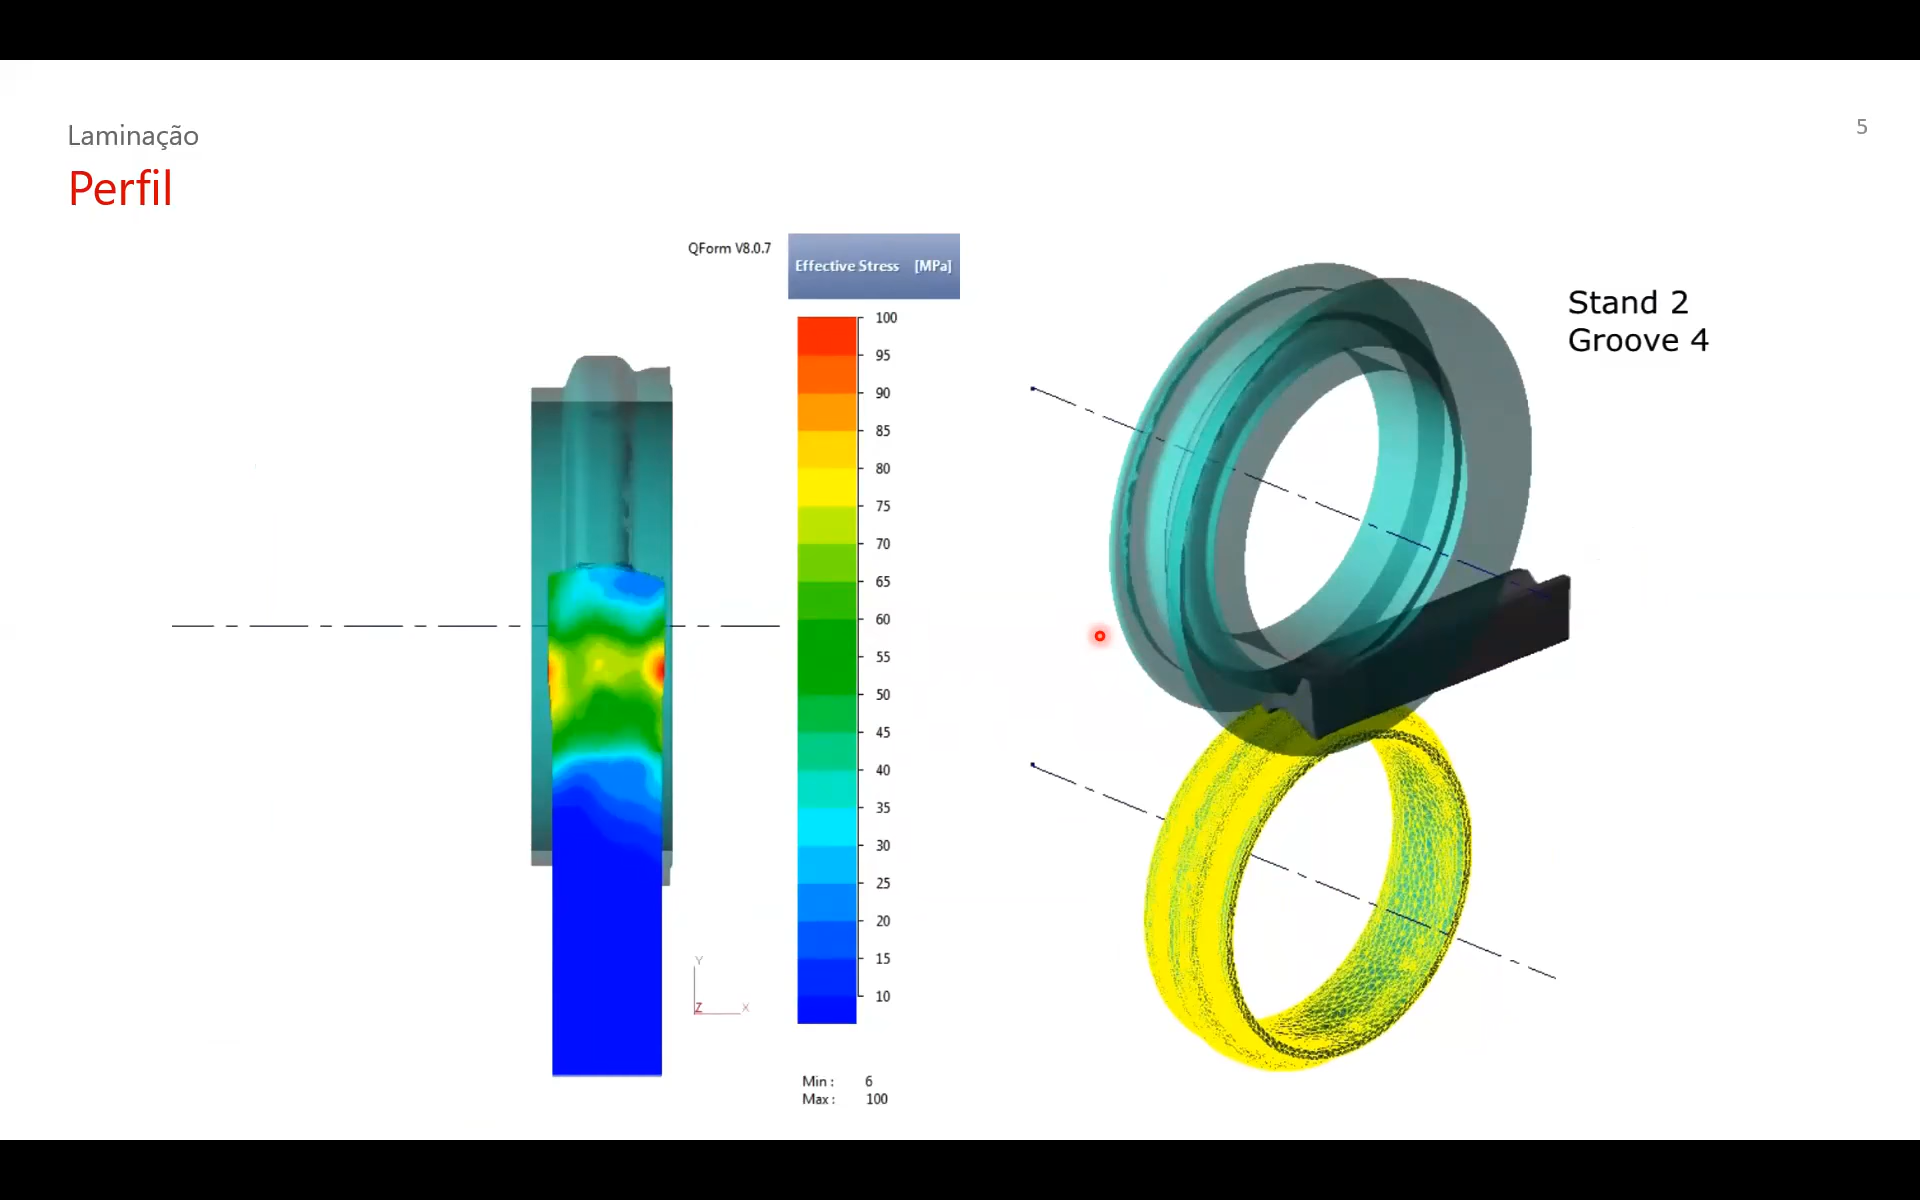 Laminação
5
Perfil
QForm V8.0.7
Effective Stress [MPa]
100
95
90
85
80
75
70
65
60
55
50
45
40
35
30
25
20
15
10
Min : 6
Max : 100
Y
Z
X
Stand 2
Groove 4